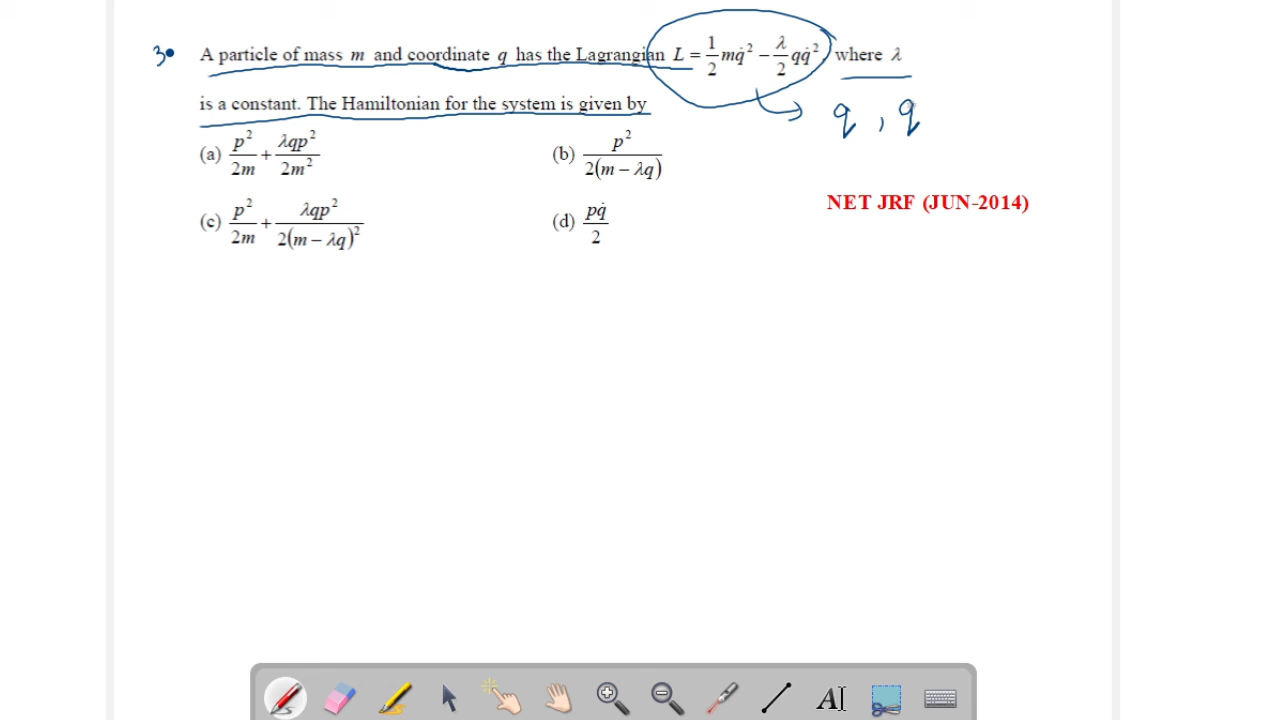 3• A particle of mass m and coordinate q has the Lagrangian L = 1/2 mq̇² − λ/2 qq̇², where λ
is a constant. The Hamiltonian for the system is given by
q, q
(a) p²/2m + λqp²/2m² (b) p²/2(m − λq)
NET JRF (JUN-2014)
(c) p²/2m + λqp²/2(m − λq)² (d) pq̇/2
A